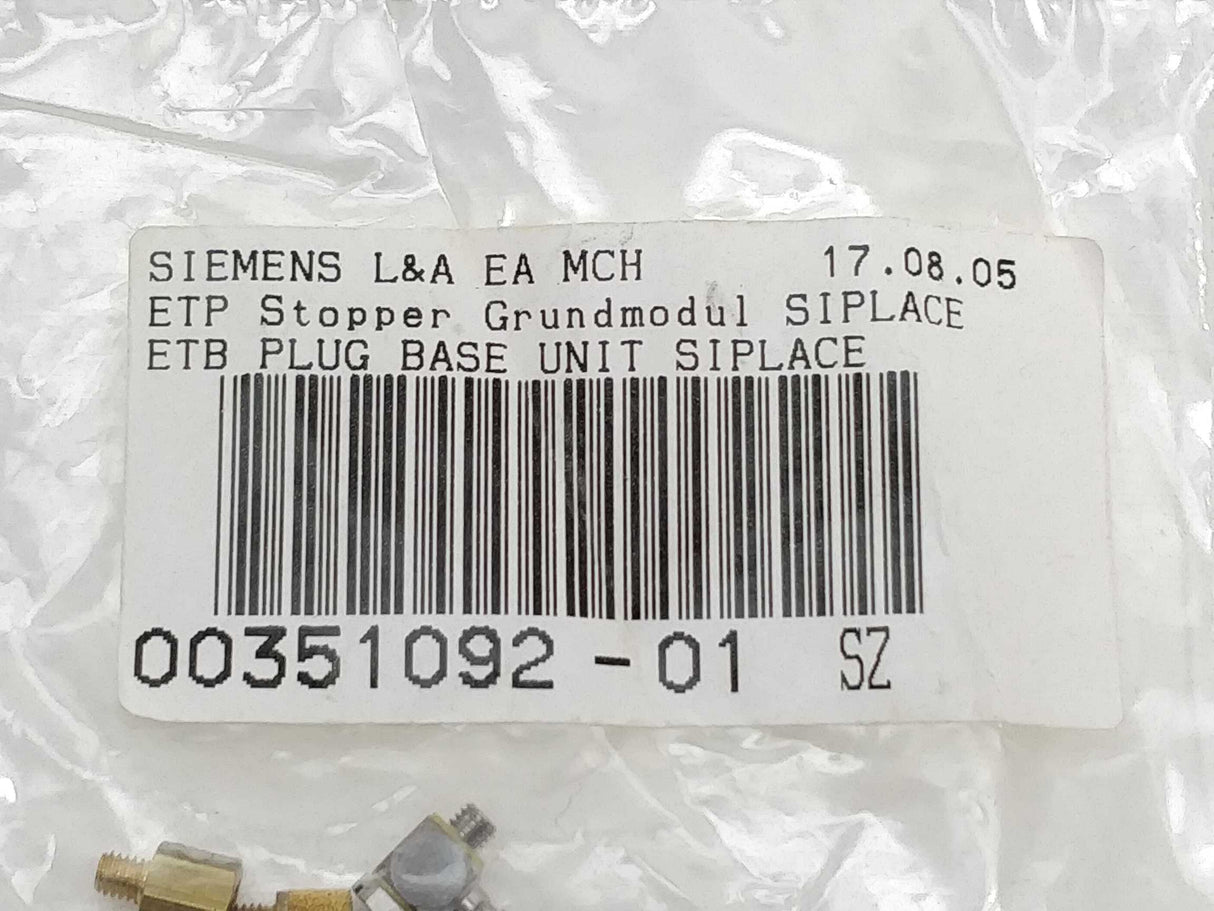 SIEMENS L&A EA MCH 17.08.05
ETP Stopper Grundmodul SIPLACE
ETB PLUG BASE UNIT SIPLACE
00351092-01 SZ